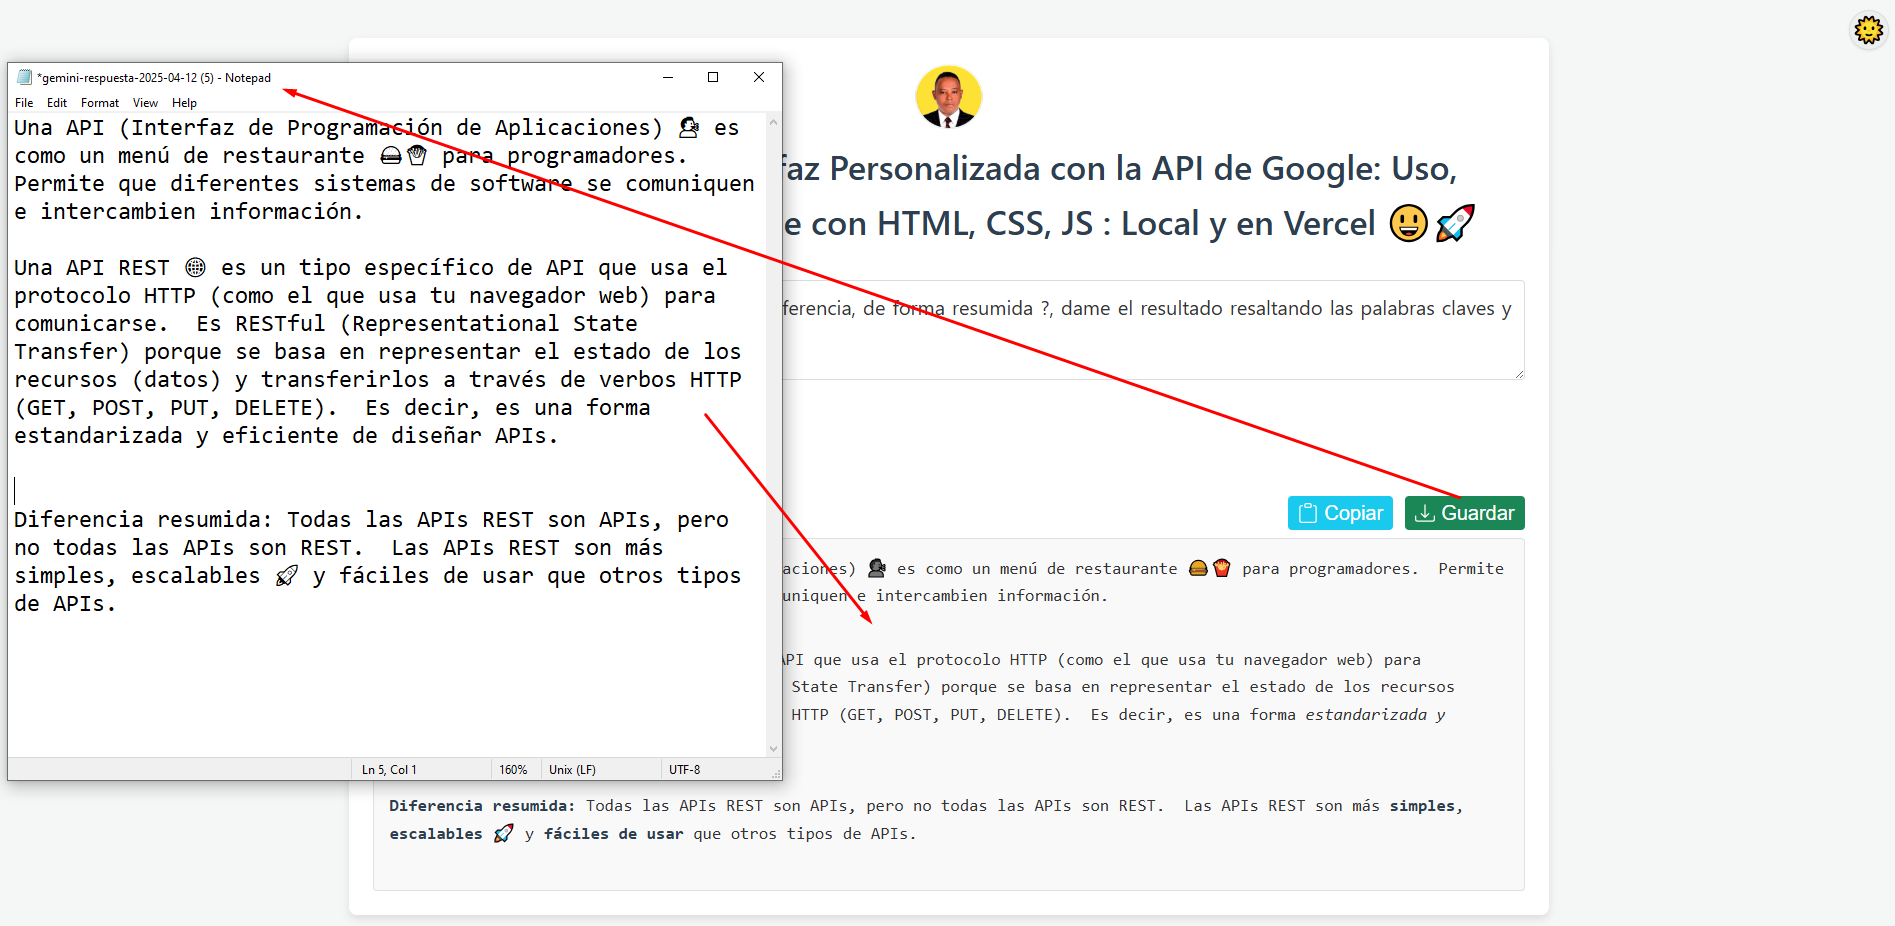 *gemini-respuesta-2025-04-12 (5) - Notepad
File Edit Format View Help
Una API (Interfaz de Programación de Aplicaciones) 🗣 es
como un menú de restaurante 🍔🍟 para programadores.
Permite que diferentes sistemas de software se comuniquen
e intercambien información.
Una API REST 🌐 es un tipo específico de API que usa el
protocolo HTTP (como el que usa tu navegador web) para
comunicarse.  Es RESTful (Representational State
Transfer) porque se basa en representar el estado de los
recursos (datos) y transferirlos a través de verbos HTTP
(GET, POST, PUT, DELETE).  Es decir, es una forma
estandarizada y eficiente de diseñar APIs.
Diferencia resumida: Todas las APIs REST son APIs, pero
no todas las APIs son REST.  Las APIs REST son más
simples, escalables 🚀 y fáciles de usar que otros tipos
de APIs.
Ln 5, Col 1 160% Unix (LF) UTF-8
faz Personalizada con la API de Google: Uso,
e con HTML, CSS, JS : Local y en Vercel 😃🚀
ferencia, de forma resumida ?, dame el resultado resaltando las palabras claves y
Copiar Guardar
aciones) 🗣 es como un menú de restaurante 🍔🍟 para programadores.  Permite
uniquen e intercambien información.
API que usa el protocolo HTTP (como el que usa tu navegador web) para
State Transfer) porque se basa en representar el estado de los recursos
HTTP (GET, POST, PUT, DELETE).  Es decir, es una forma estandarizada y
Diferencia resumida: Todas las APIs REST son APIs, pero no todas las APIs son REST.  Las APIs REST son más simples,
escalables 🚀 y fáciles de usar que otros tipos de APIs.